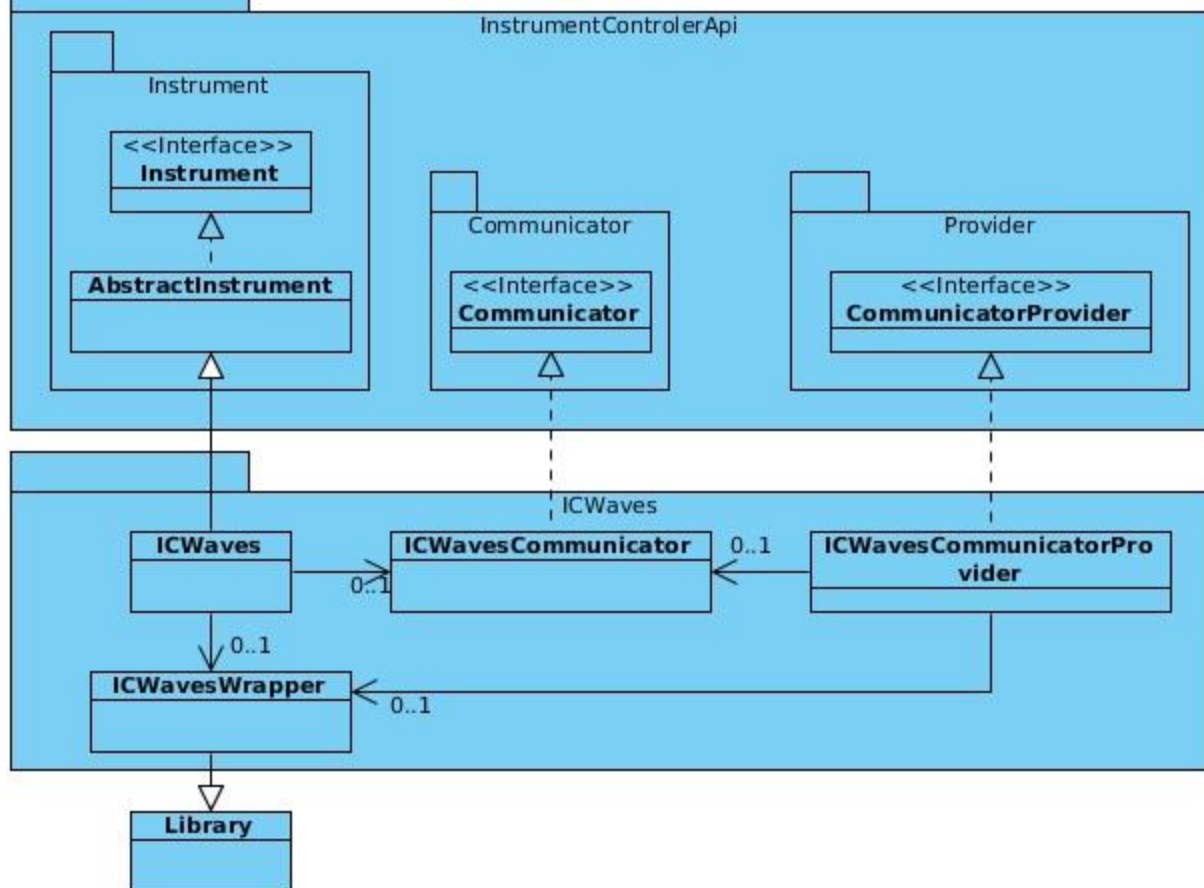 InstrumentControlerApi
Instrument
<<Interface>>
Instrument
AbstractInstrument
Communicator
<<Interface>>
Communicator
Provider
<<Interface>>
CommunicatorProvider
ICWaves
ICWaves
0..1
ICWavesCommunicator
0..1
ICWavesCommunicatorPro
vider
0..1
ICWavesWrapper
0..1
Library